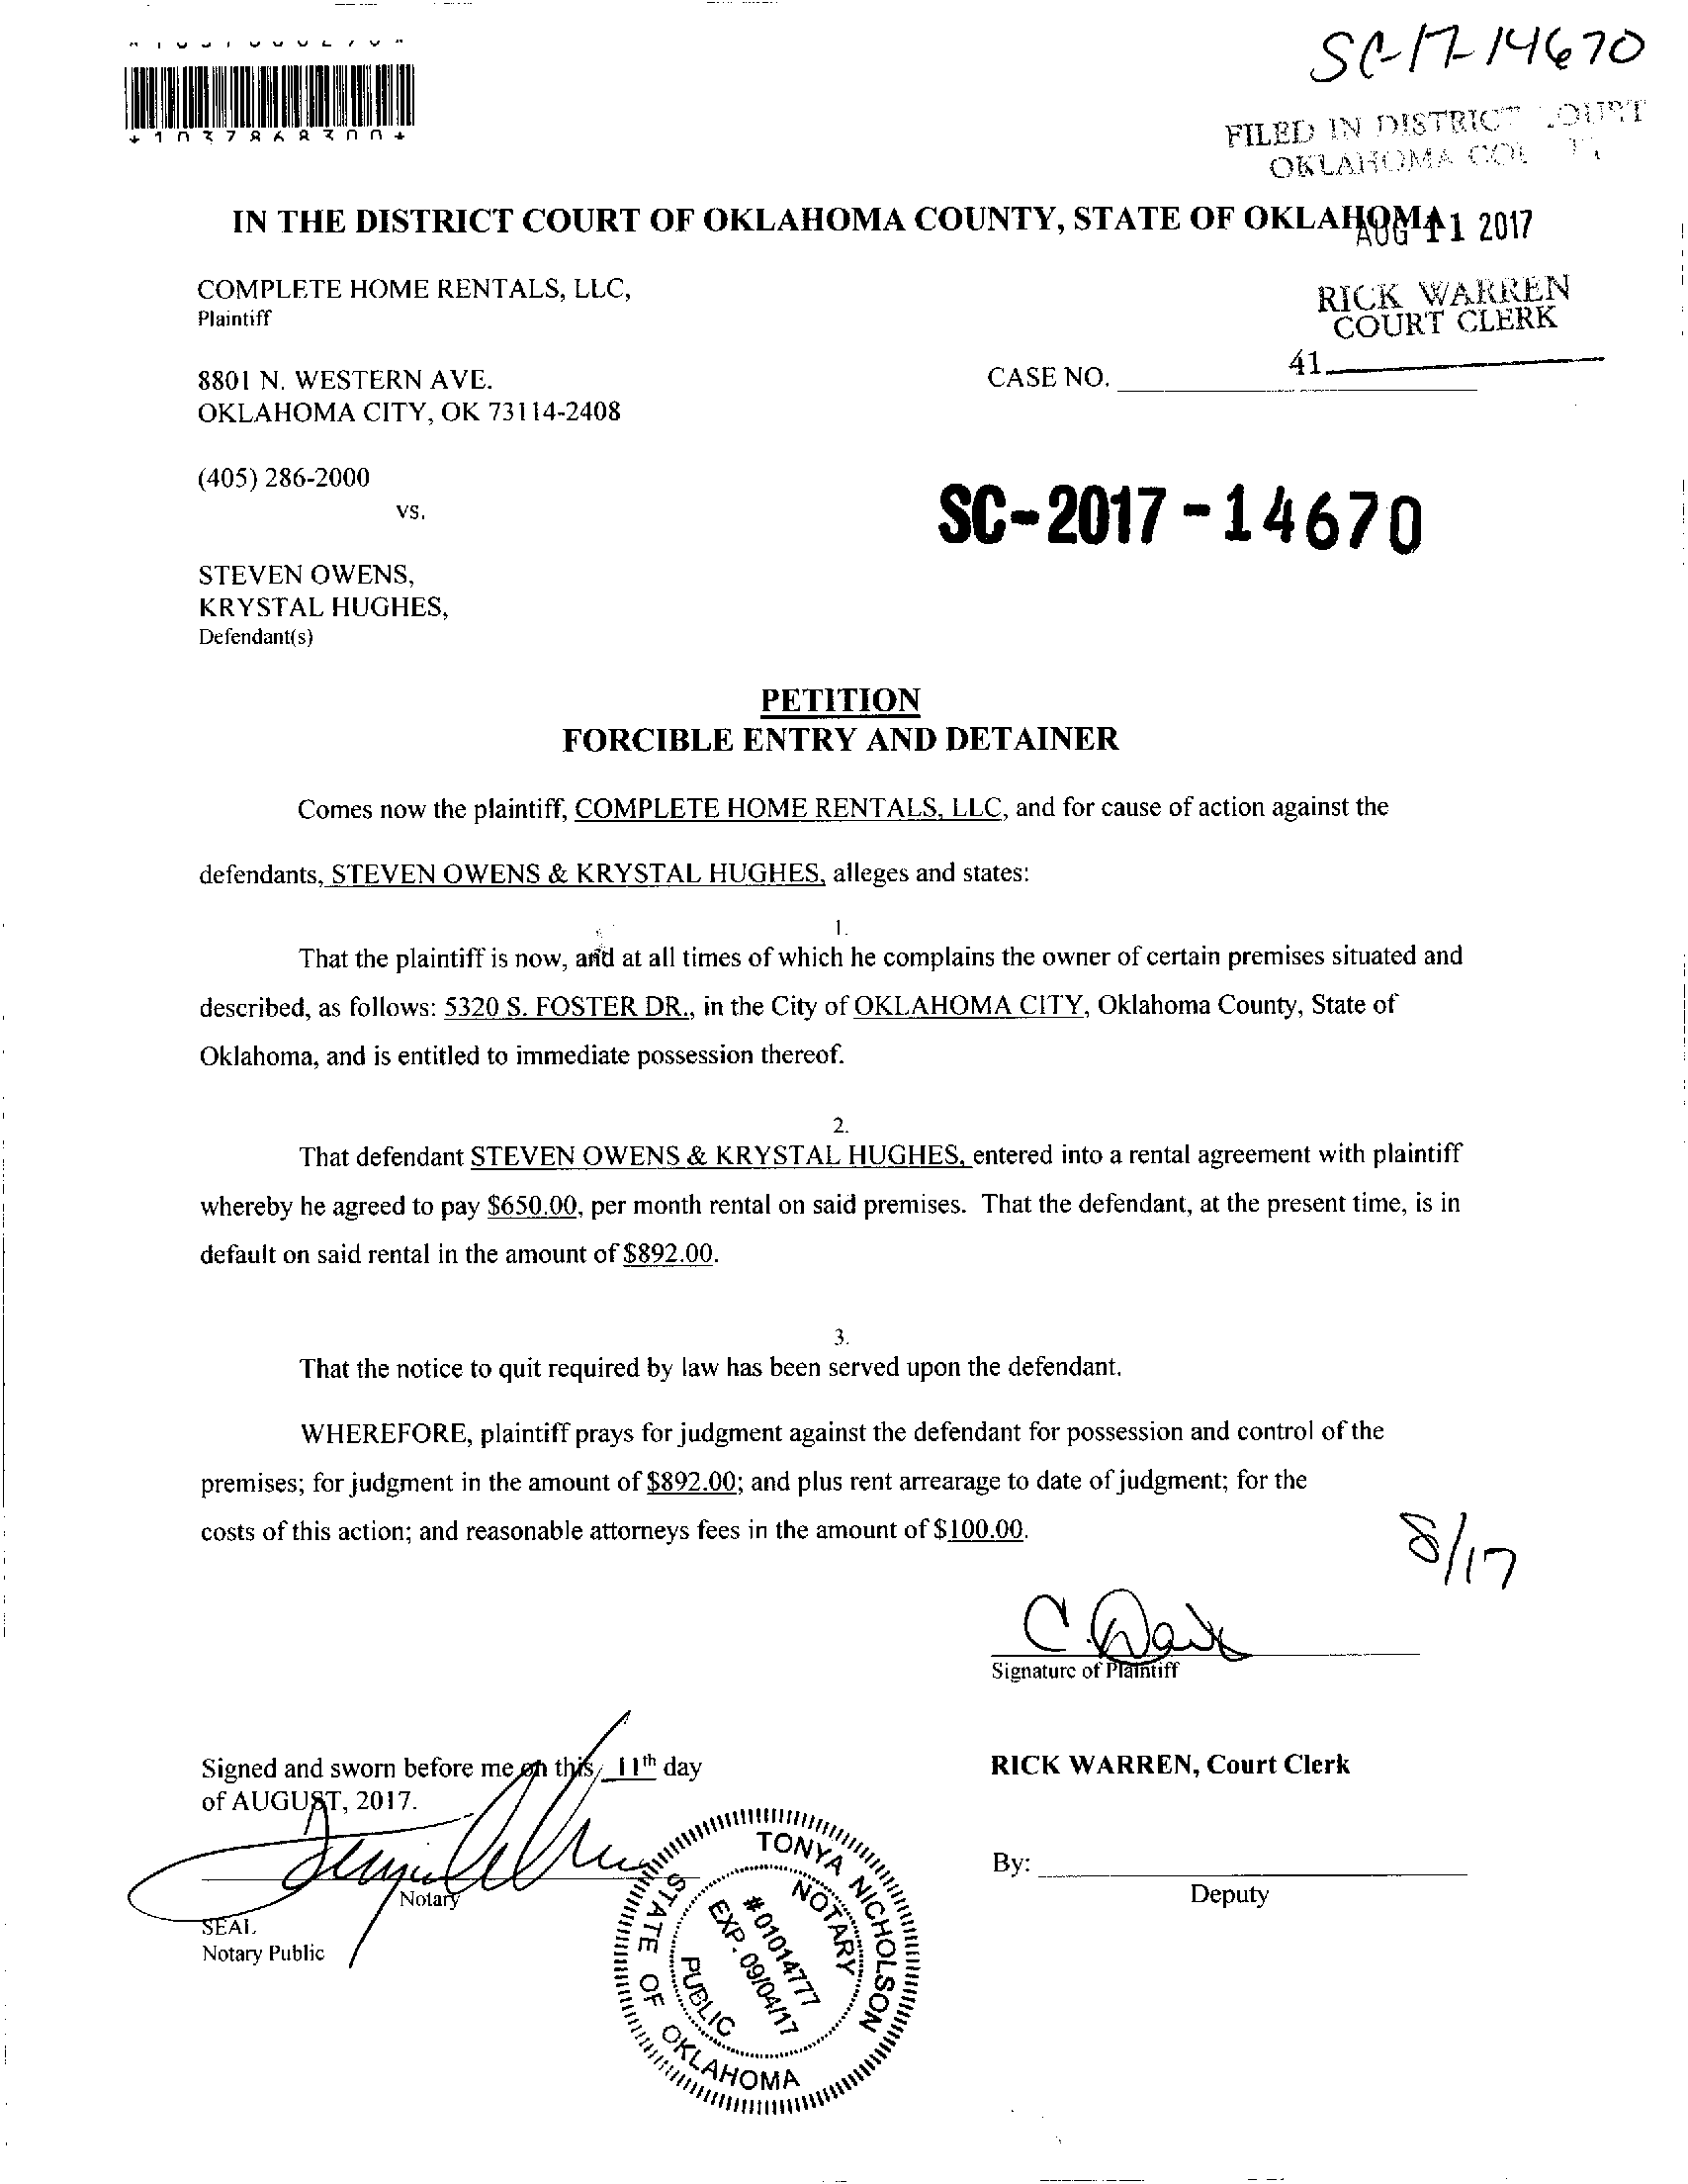 SC-17-14670
*1037868300*
FILED IN DISTRICT COURT
OKLAHOMA
IN THE DISTRICT COURT OF OKLAHOMA COUNTY, STATE OF OKLAHOMA
AUG 11 2017
COMPLETE HOME RENTALS, LLC,
Plaintiff
RICK WARREN
COURT CLERK
41
8801 N. WESTERN AVE.
CASE NO.
OKLAHOMA CITY, OK 73114-2408
(405) 286-2000
vs.
SC-2017-14670
STEVEN OWENS,
KRYSTAL HUGHES,
Defendant(s)
PETITION
FORCIBLE ENTRY AND DETAINER
Comes now the plaintiff, COMPLETE HOME RENTALS, LLC, and for cause of action against the
defendants, STEVEN OWENS & KRYSTAL HUGHES, alleges and states:
1.
That the plaintiff is now, and at all times of which he complains the owner of certain premises situated and
described, as follows: 5320 S. FOSTER DR., in the City of OKLAHOMA CITY, Oklahoma County, State of
Oklahoma, and is entitled to immediate possession thereof.
2.
That defendant STEVEN OWENS & KRYSTAL HUGHES, entered into a rental agreement with plaintiff
whereby he agreed to pay $650.00, per month rental on said premises. That the defendant, at the present time, is in
default on said rental in the amount of $892.00.
3.
That the notice to quit required by law has been served upon the defendant.
WHEREFORE, plaintiff prays for judgment against the defendant for possession and control of the
premises; for judgment in the amount of $892.00; and plus rent arrearage to date of judgment; for the
costs of this action; and reasonable attorneys fees in the amount of $100.00.
8/17
Signature of Plaintiff
Signed and sworn before me on this, 11th day
of AUGUST, 2017.
RICK WARREN, Court Clerk
Notary
SEAL
Notary Public
By:
Deputy
TONYA NICHOLSON
NOTARY
#01014777
EXP. 09/04/17
PUBLIC
STATE OF OKLAHOMA